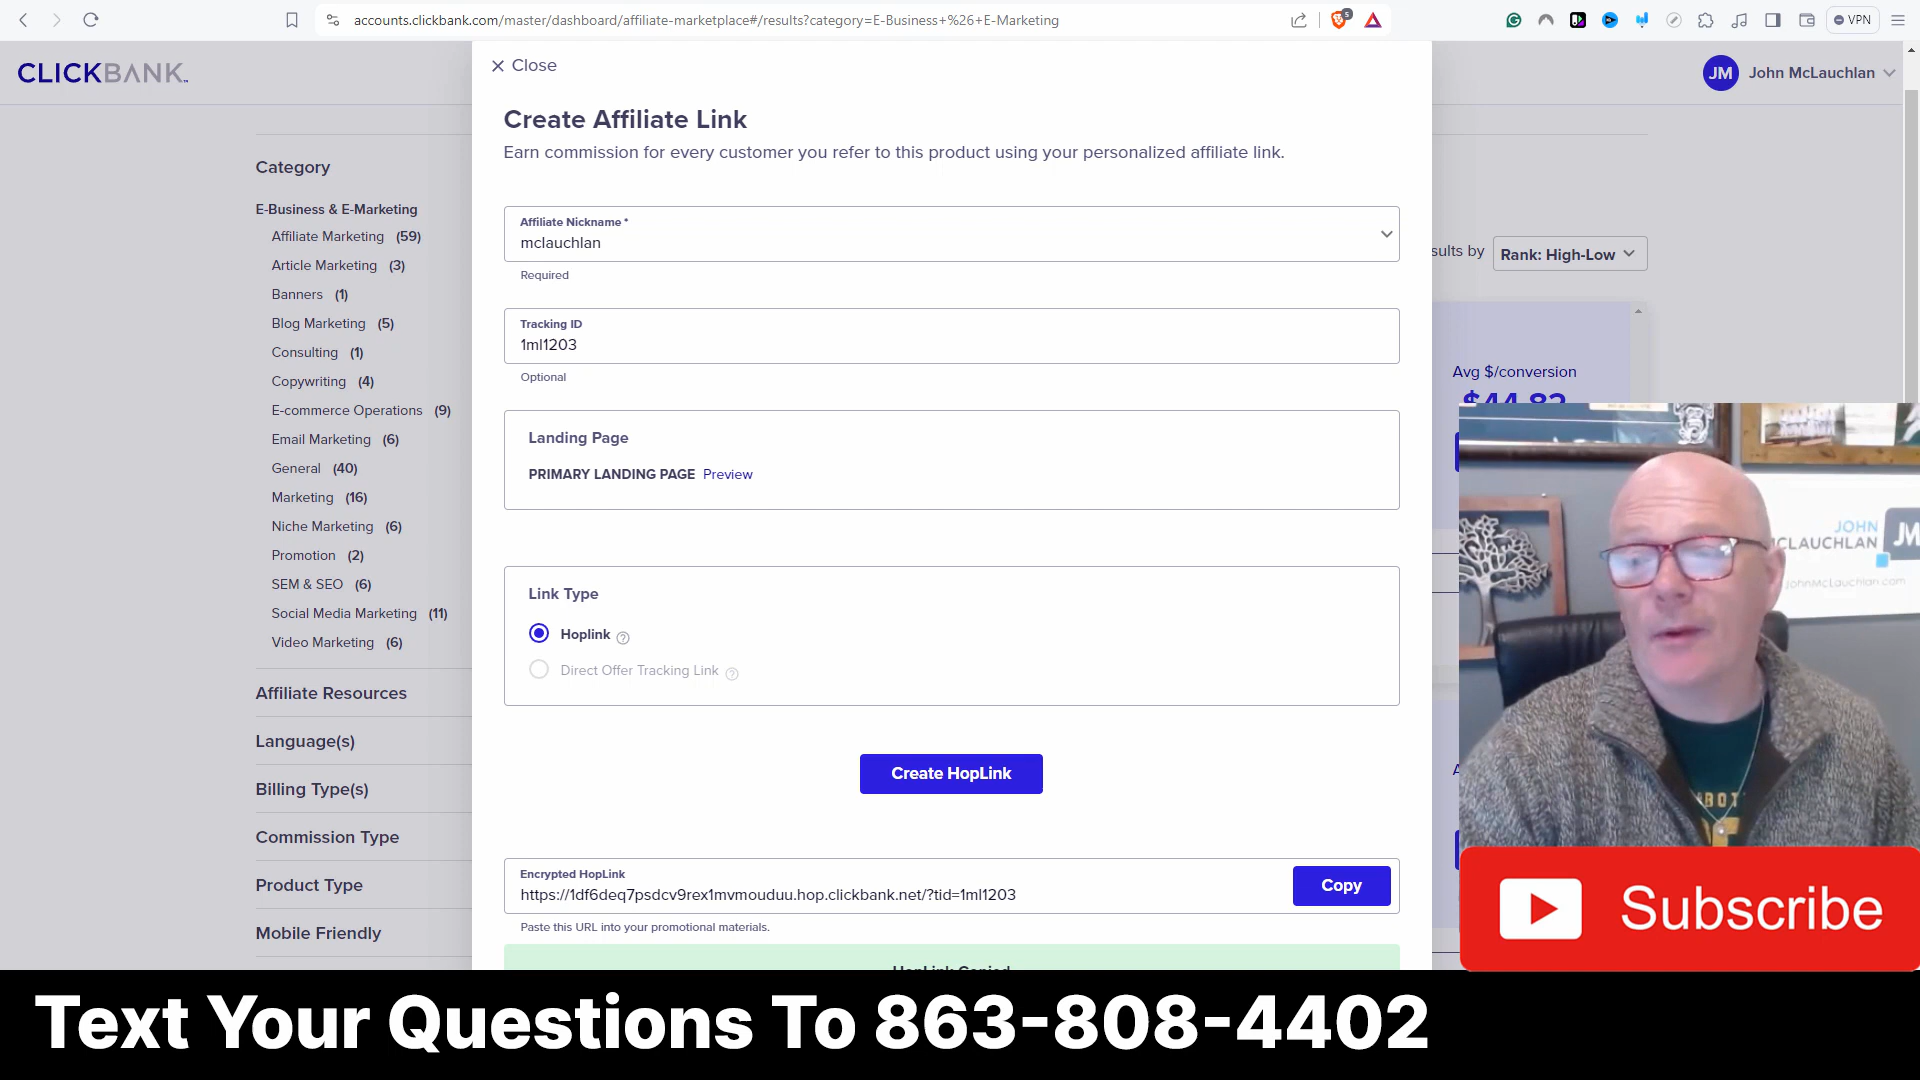 accounts.clickbank.com/master/dashboard/affiliate-marketplace#/results?category=E-Business+%26+E-Marketing
5
VPN
CLICKBANK
Close
JM
John McLauchlan
Create Affiliate Link
Earn commission for every customer you refer to this product using your personalized affiliate link.
Category
E-Business & E-Marketing
Affiliate Marketing (59)
Article Marketing (3)
Banners (1)
Blog Marketing (5)
Consulting (1)
Copywriting (4)
E-commerce Operations (9)
Email Marketing (6)
General (40)
Marketing (16)
Niche Marketing (6)
Promotion (2)
SEM & SEO (6)
Social Media Marketing (11)
Video Marketing (6)
Affiliate Resources
Language(s)
Billing Type(s)
Commission Type
Product Type
Mobile Friendly
Affiliate Nickname *
mclauchlan
Required
Tracking ID
1ml1203
Optional
Landing Page
PRIMARY LANDING PAGE Preview
Link Type
Hoplink
Direct Offer Tracking Link
Create HopLink
Encrypted HopLink
https://1df6deq7psdcv9rex1mvmouduu.hop.clickbank.net/?tid=1ml1203
Copy
Paste this URL into your promotional materials.
HopLink Copied
sults by
Rank: High-Low
Avg $/conversion
$44.82
JOHN
MCLAUCHLAN
JM
JohnMcLauchlan.com
Subscribe
Text Your Questions To 863-808-4402